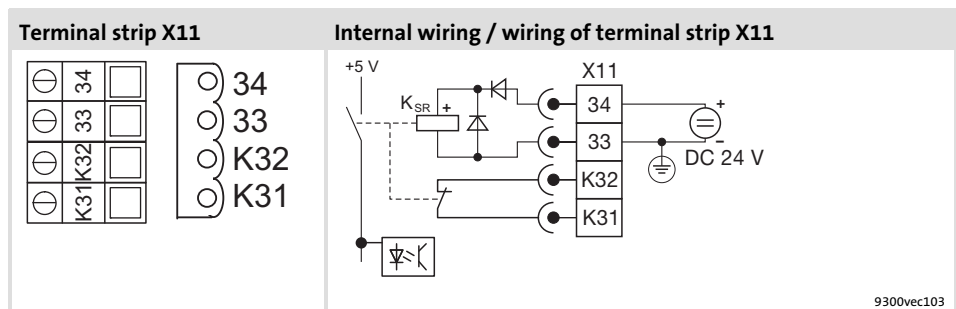 Terminal strip X11
Internal wiring / wiring of terminal strip X11
34
33
K32
K31
34
33
K32
K31
+5 V
KSR
+
X11
34
33
K32
K31
+
−
DC 24 V
9300vec103